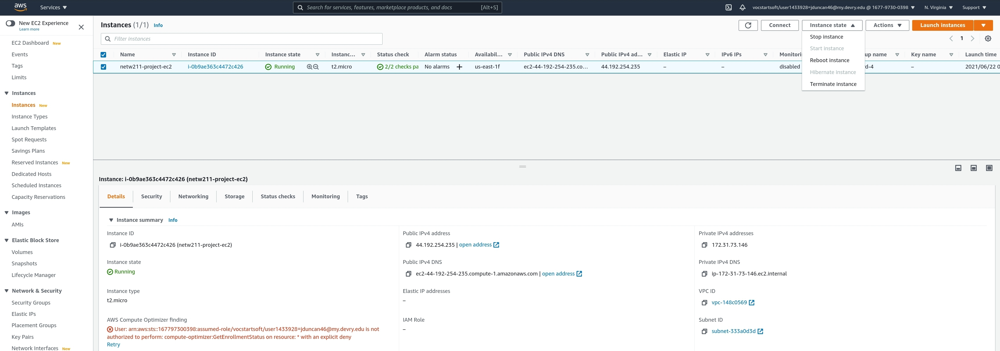 aws Services Search for services, features, marketplace products, and docs [Alt+S] vocstartsoft/user1433928=jduncan46@my.devry.edu @ 1677-9730-0398 N. Virginia Support
New EC2 Experience
Learn more
EC2 Dashboard New
Events
Tags
Limits
Instances
Instances New
Instance Types
Launch Templates
Spot Requests
Savings Plans
Reserved Instances New
Dedicated Hosts
Scheduled Instances
Capacity Reservations
Images
AMIs
Elastic Block Store
Volumes
Snapshots
Lifecycle Manager
Network & Security
Security Groups
Elastic IPs
Placement Groups
Key Pairs
Network Interfaces New
Instances (1/1) Info Connect Instance state Actions Launch instances
Filter instances 1
Stop instance
Start instance
Reboot instance
Hibernate instance
Terminate instance
Name Instance ID Instance state Instanc... Status check Alarm status Availabil... Public IPv4 DNS Public IPv4 ad... Elastic IP IPv6 IPs Monitori up name Key name Launch time
netw211-project-ec2 i-0b9ae363c4472c426 Running t2.micro 2/2 checks pa No alarms + us-east-1f ec2-44-192-254-235.co... 44.192.254.235 – – disabled d-4 – 2021/06/22 0
Instance: i-0b9ae363c4472c426 (netw211-project-ec2)
Details Security Networking Storage Status checks Monitoring Tags
Instance summary Info
Instance ID
i-0b9ae363c4472c426 (netw211-project-ec2)
Instance state
Running
Instance type
t2.micro
AWS Compute Optimizer finding
User: arn:aws:sts::167797300398:assumed-role/vocstartsoft/user1433928=jduncan46@my.devry.edu is not
authorized to perform: compute-optimizer:GetEnrollmentStatus on resource: * with an explicit deny
Retry
Public IPv4 address
44.192.254.235 | open address
Public IPv4 DNS
ec2-44-192-254-235.compute-1.amazonaws.com | open address
Elastic IP addresses
–
IAM Role
–
Private IPv4 addresses
172.31.73.146
Private IPv4 DNS
ip-172-31-73-146.ec2.internal
VPC ID
vpc-148c0569
Subnet ID
subnet-333a0d3d